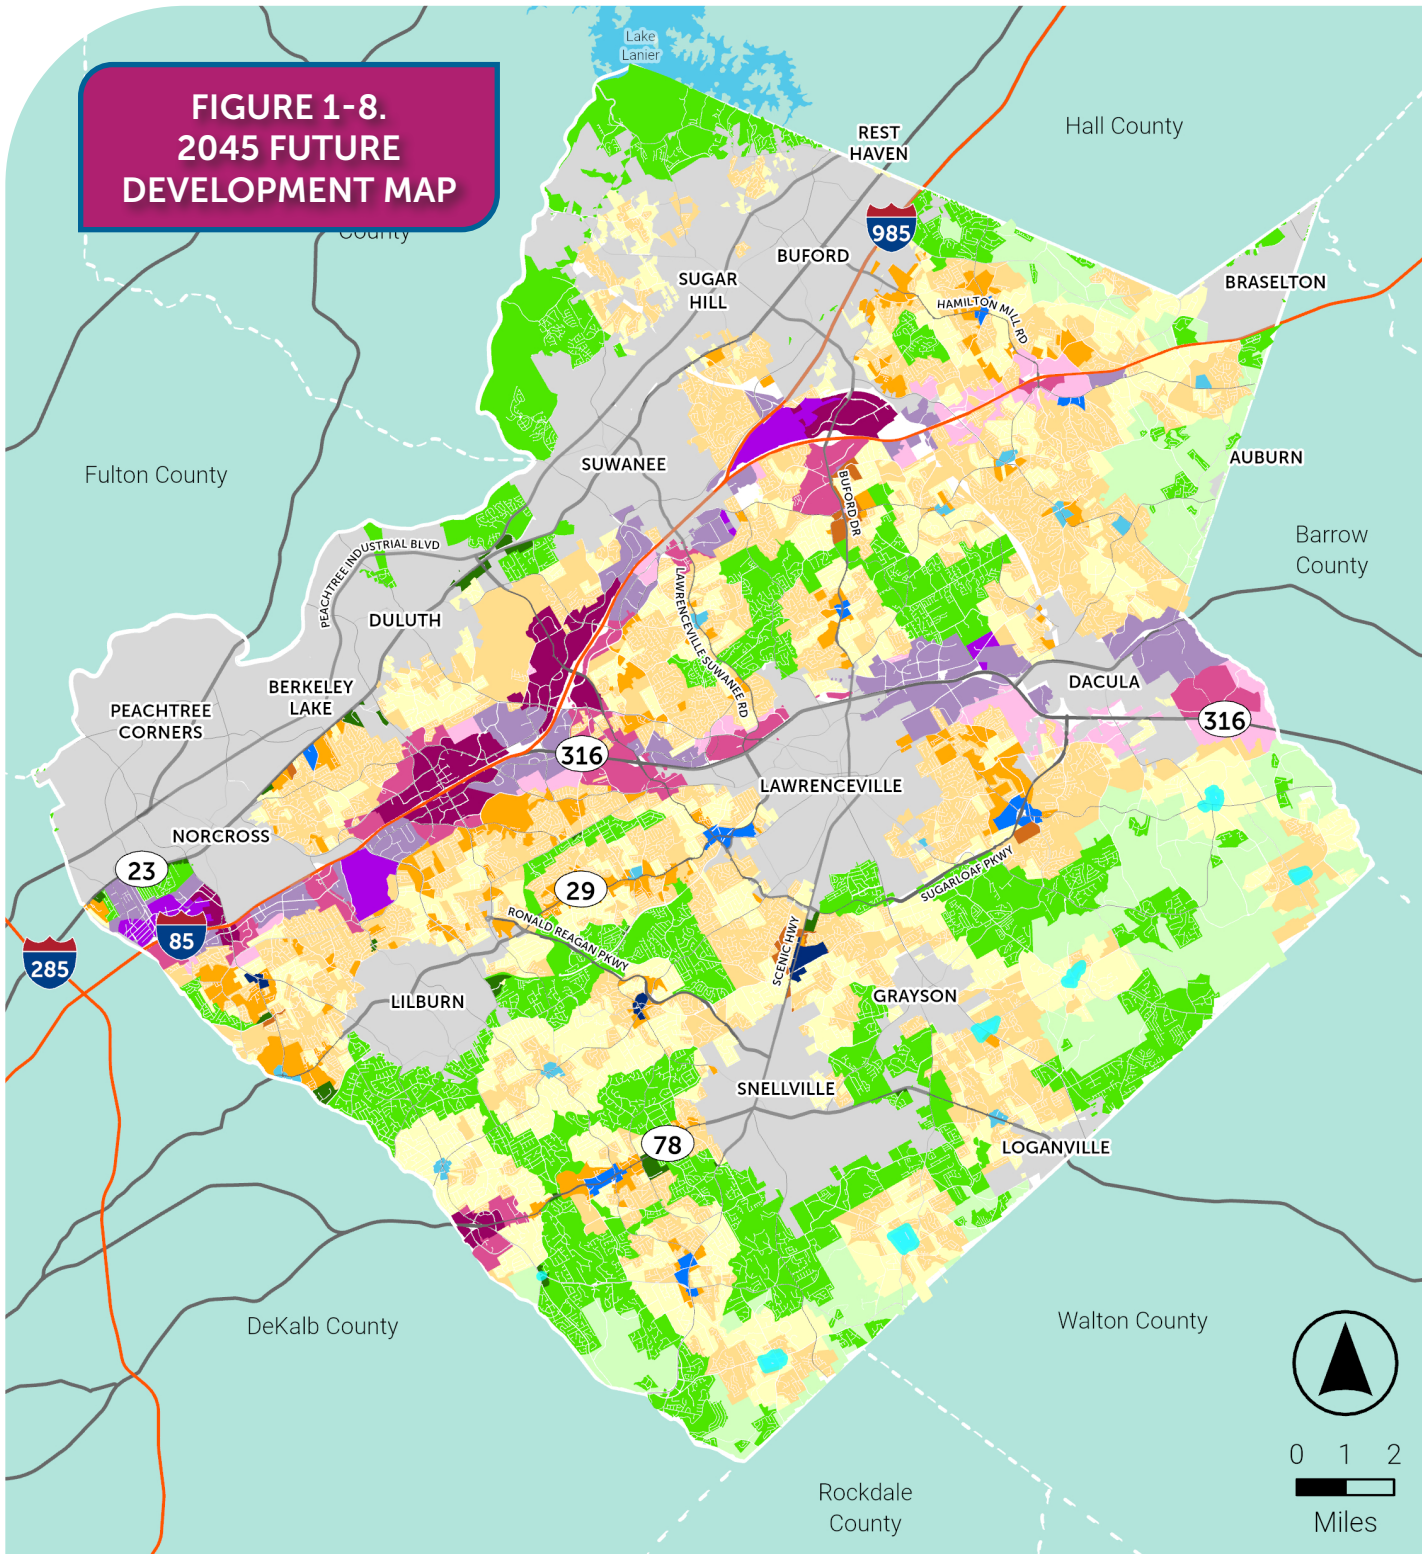 FIGURE 1-8.
2045 FUTURE
DEVELOPMENT MAP
County
Lake
Lanier
REST
HAVEN
Hall County
985
BUFORD
SUGAR
HILL
BRASELTON
HAMILTON MILL RD
Fulton County
SUWANEE
AUBURN
BUFORD DR
Barrow
County
PEACHTREE INDUSTRIAL BLVD
DULUTH
LAWRENCEVILLE SUWANEE RD
BERKELEY
LAKE
DACULA
PEACHTREE
CORNERS
316
316
LAWRENCEVILLE
NORCROSS
23
29
SUGARLOAF PKWY
RONALD REAGAN PKWY
85
285
SCENIC HWY
LILBURN
GRAYSON
SNELLVILLE
78
LOGANVILLE
DeKalb County
Walton County
Rockdale
County
0 1 2
Miles